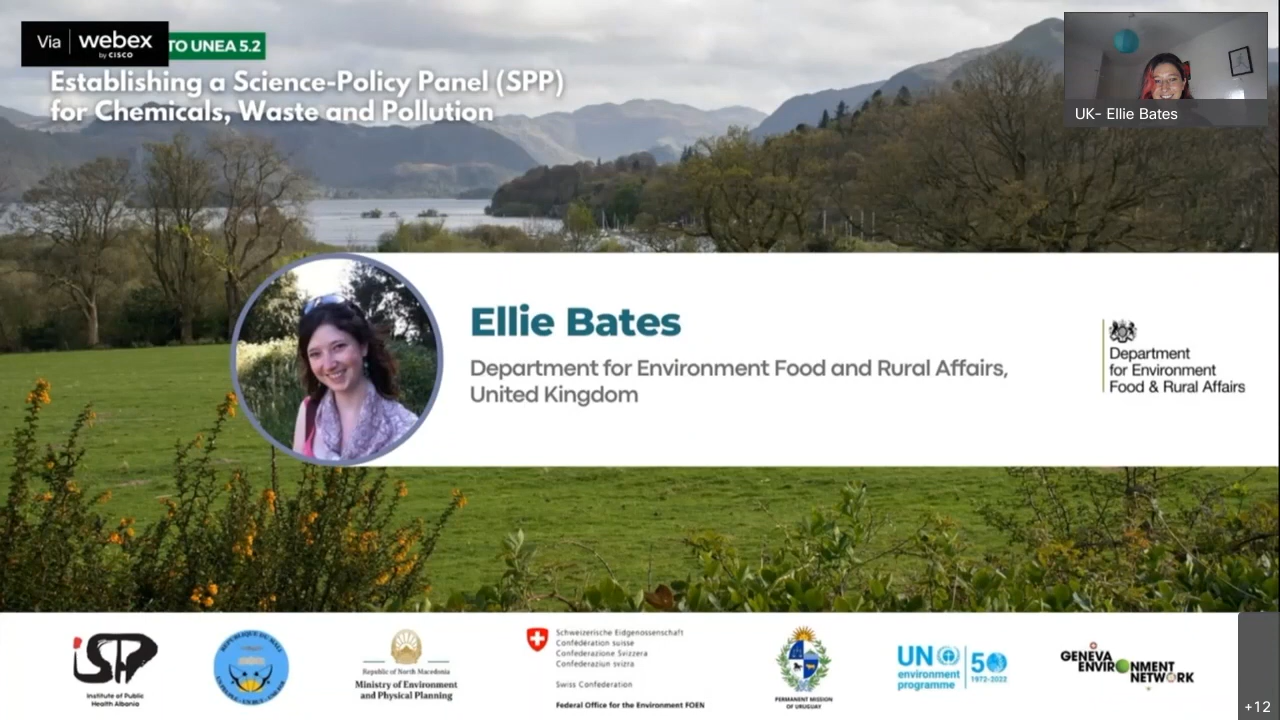 Via webex
by CISCO
TO UNEA 5.2
Establishing a Science-Policy Panel (SPP)
for Chemicals, Waste and Pollution
UK- Ellie Bates
Ellie Bates
Department for Environment Food and Rural Affairs,
United Kingdom
Department
for Environment
Food & Rural Affairs
iSHP
Institute of Public
Health Albania
REPUBLIQUE DU MALI
Republic of North Macedonia
Ministry of Environment
and Physical Planning
Schweizerische Eidgenossenschaft
Confédération suisse
Confederazione Svizzera
Confederaziun svizra
Swiss Confederation
Federal Office for the Environment FOEN
PERMANENT MISSION
OF URUGUAY
UN
environment
programme
50
1972-2022
GENEVA
ENVIRONMENT
NETWORK
+12